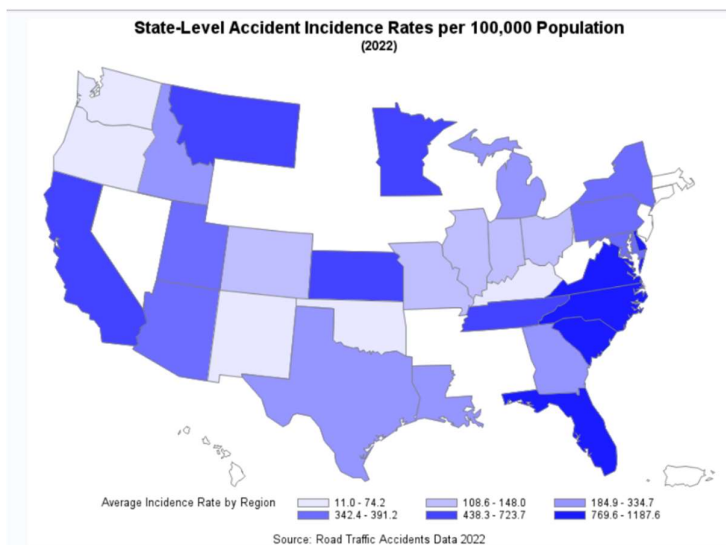 State-Level Accident Incidence Rates per 100,000 Population
(2022)
Average Incidence Rate by Region 11.0 - 74.2 108.6 - 148.0 184.9 - 334.7
342.4 - 391.2 438.3 - 723.7 769.6 - 1187.6
Source: Road Traffic Accidents Data 2022